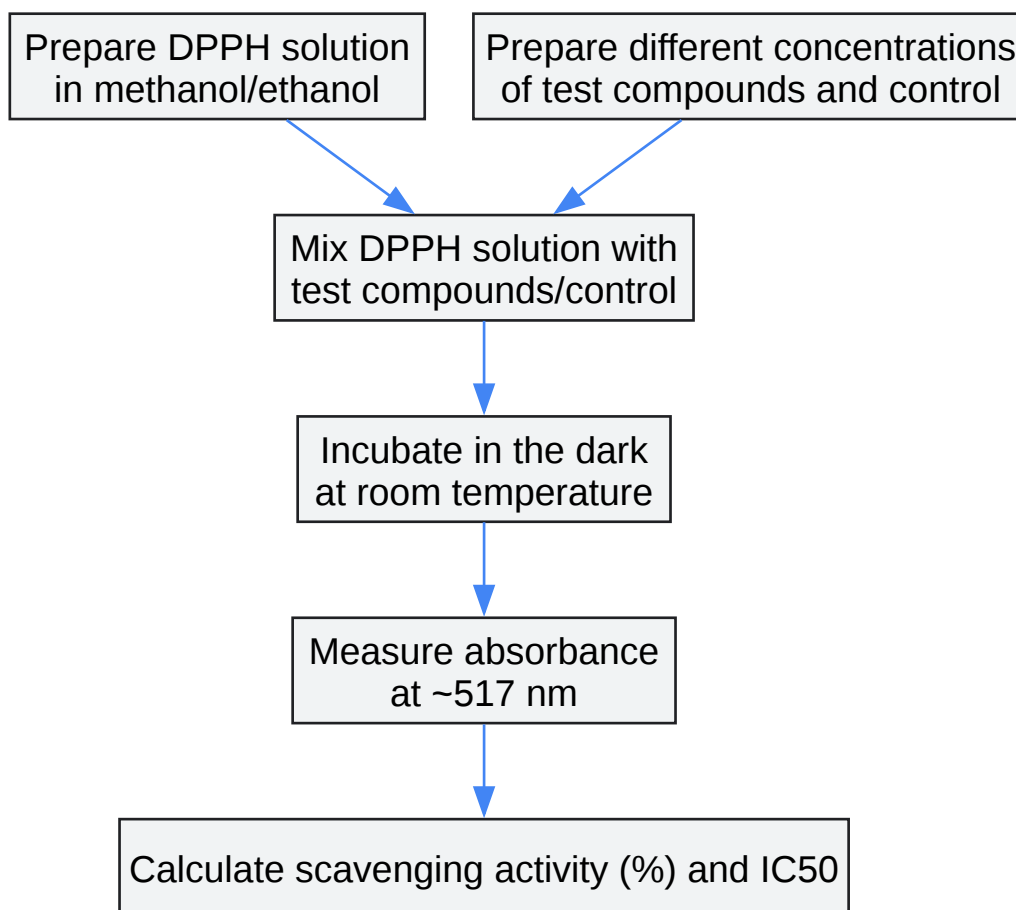 Prepare DPPH solution
in methanol/ethanol
Prepare different concentrations
of test compounds and control
Mix DPPH solution with
test compounds/control
Incubate in the dark
at room temperature
Measure absorbance
at ~517 nm
Calculate scavenging activity (%) and IC50